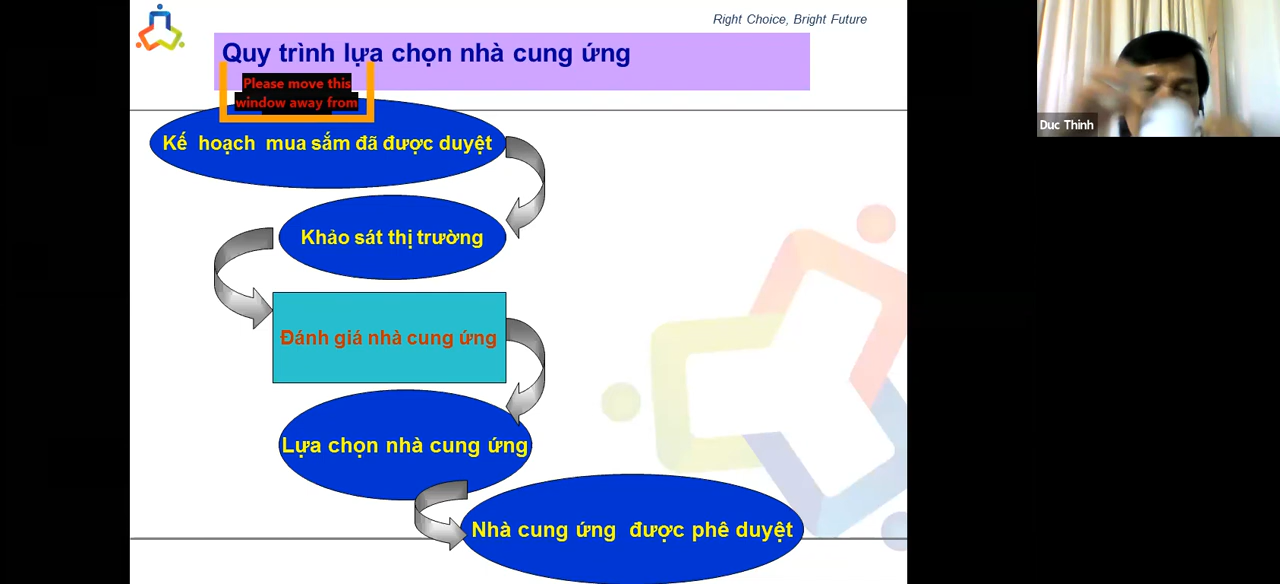 Right Choice, Bright Future
Quy trình lựa chọn nhà cung ứng
Please move this
window away from
Kế hoạch mua sắm đã được duyệt
Duc Thinh
Khảo sát thị trường
Đánh giá nhà cung ứng
Lựa chọn nhà cung ứng
Nhà cung ứng được phê duyệt